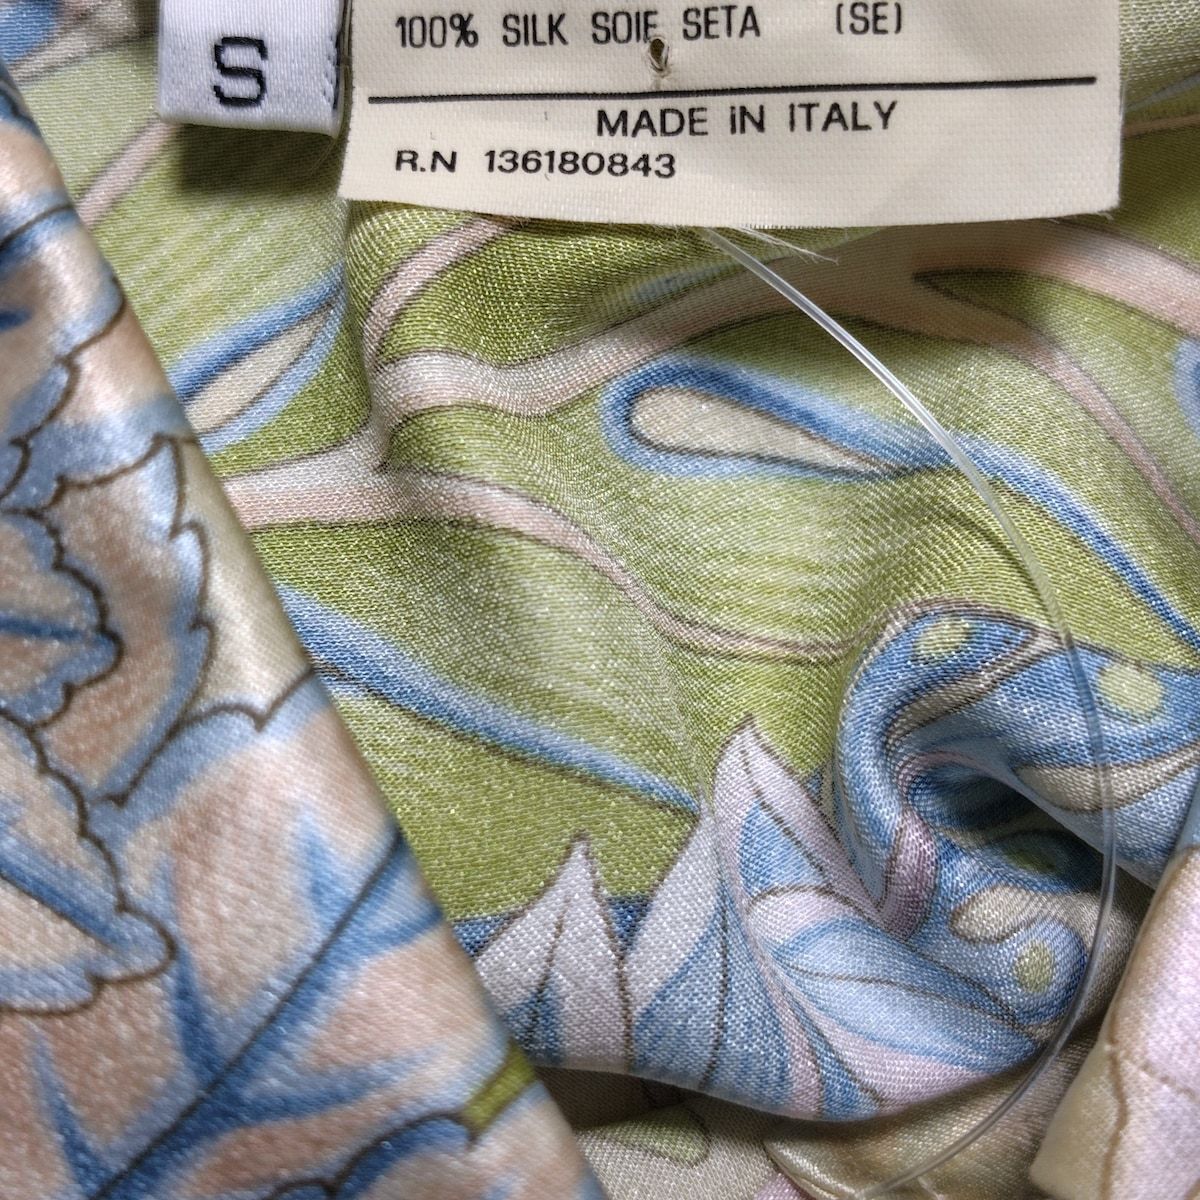 S
100% SILK SOIE SETA (SE)
MADE IN ITALY
R.N 136180843